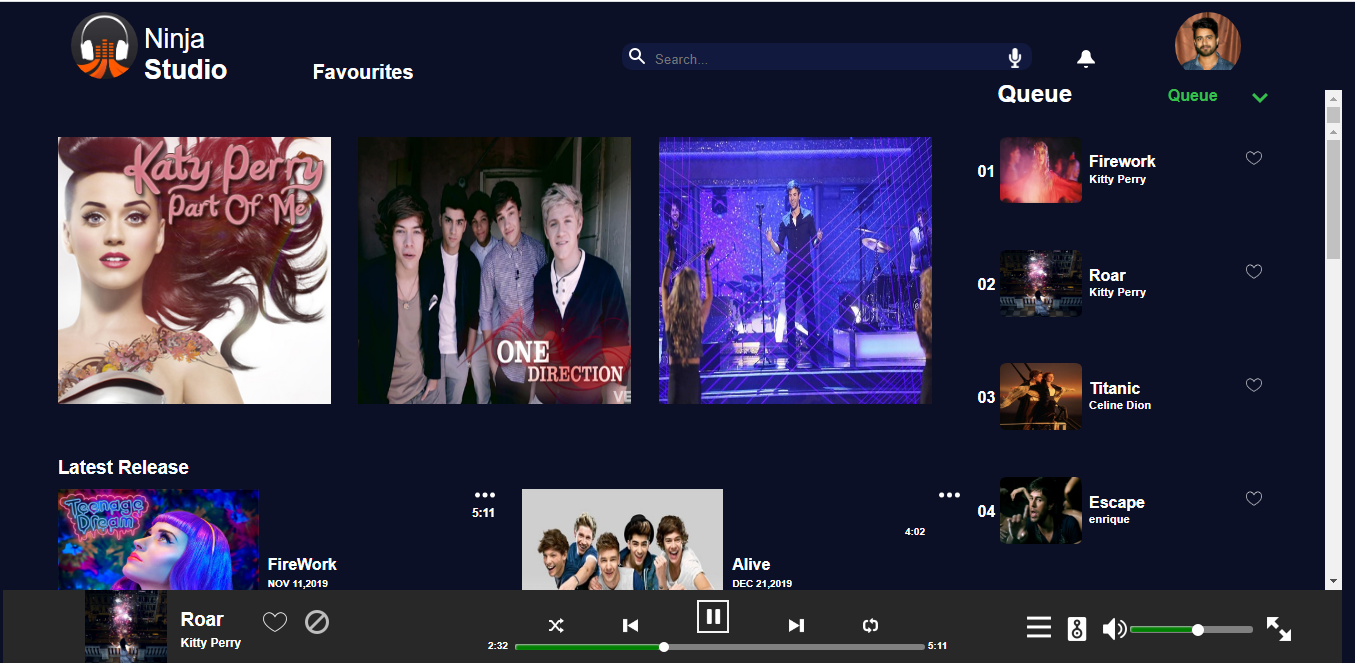 Ninja
Studio
Favourites
Search...
Queue
Queue
Katy Perry
Part Of Me
ONE
DIRECTION
VE
01
Firework
Kitty Perry
02
Roar
Kitty Perry
03
Titanic
Celine Dion
04
Escape
enrique
Latest Release
Teenage
Dream
5:11
FireWork
NOV 11,2019
4:02
Alive
DEC 21,2019
Roar
Kitty Perry
2:32
5:11